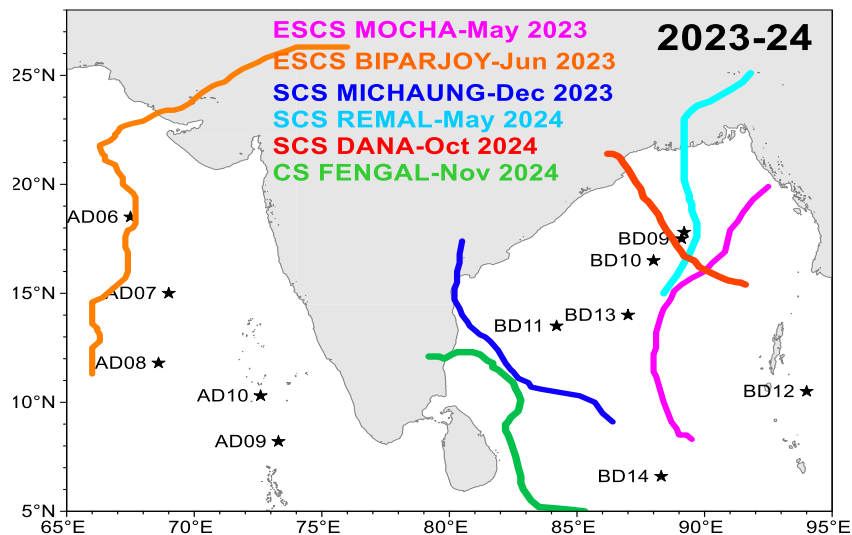 ESCS MOCHA-May 2023
2023-24
ESCS BIPARJOY-Jun 2023
25°N
SCS MICHAUNG-Dec 2023
SCS REMAL-May 2024
SCS DANA-Oct 2024
CS FENGAL-Nov 2024
20°N
AD06
BD09
BD10
15°N
AD07
BD11
BD13
AD08
10°N
AD10
BD12
AD09
BD14
5°N
65°E
70°E
75°E
80°E
85°E
90°E
95°E